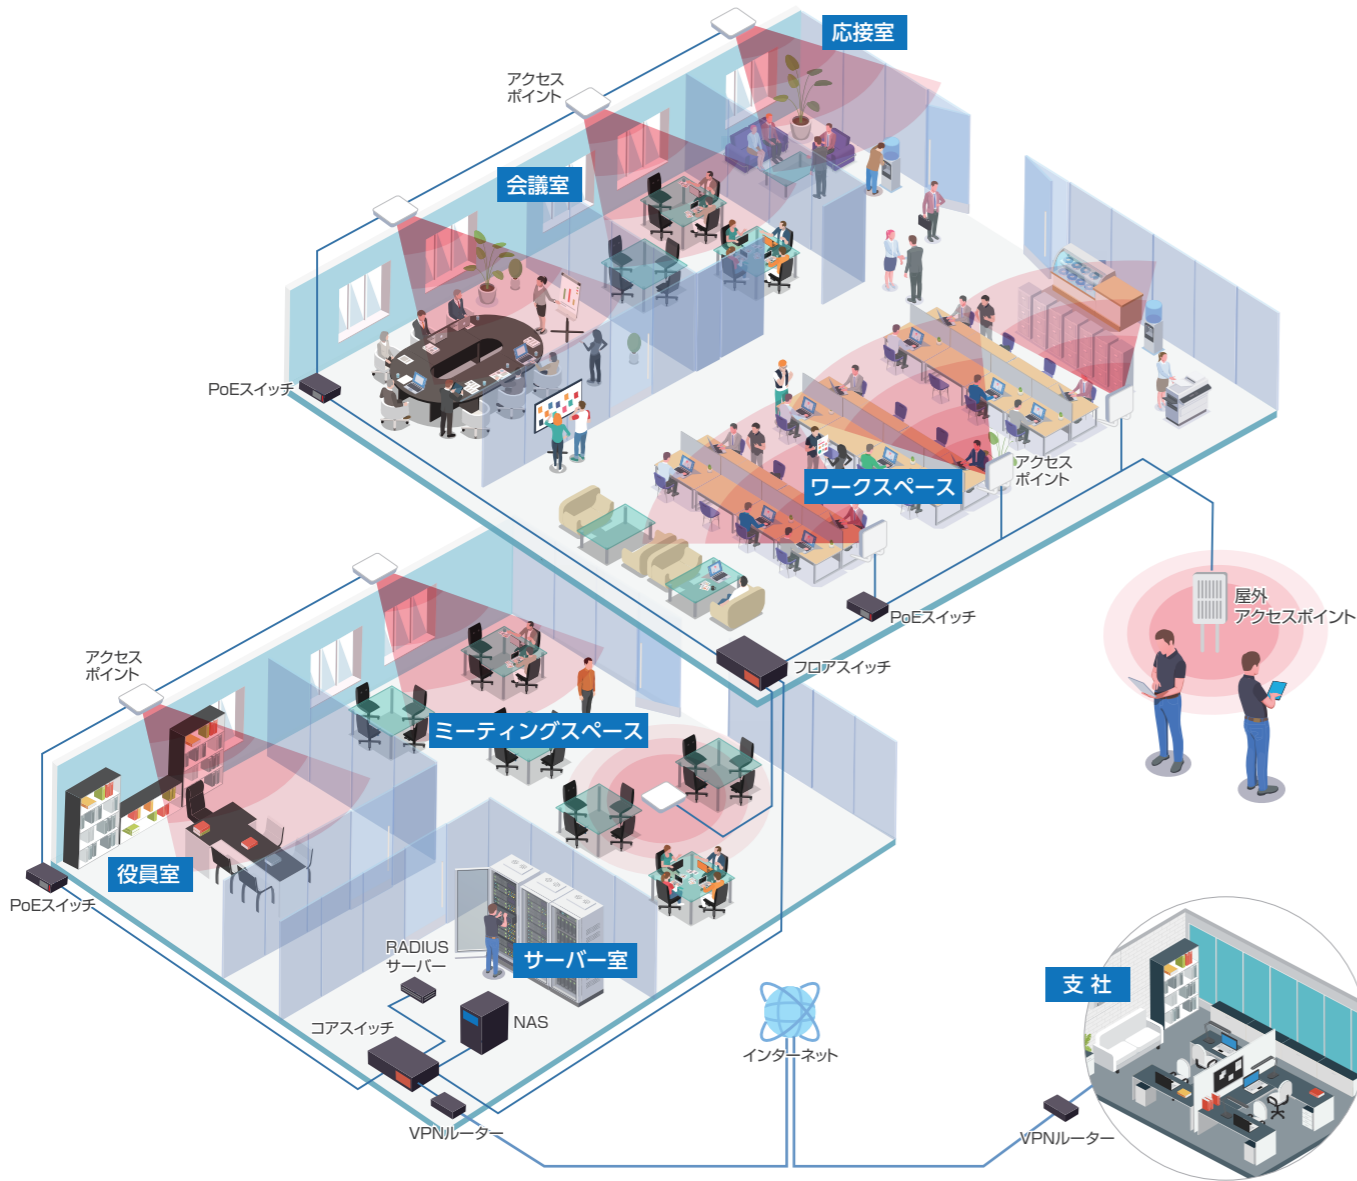 応接室
アクセス
ポイント
会議室
PoEスイッチ
アクセス
ポイント
ワークスペース
屋外
アクセスポイント
PoEスイッチ
フロアスイッチ
アクセス
ポイント
ミーティングスペース
役員室
PoEスイッチ
RADIUS
サーバー
サーバー室
支 社
コアスイッチ
NAS
インターネット
VPNルーター
VPNルーター